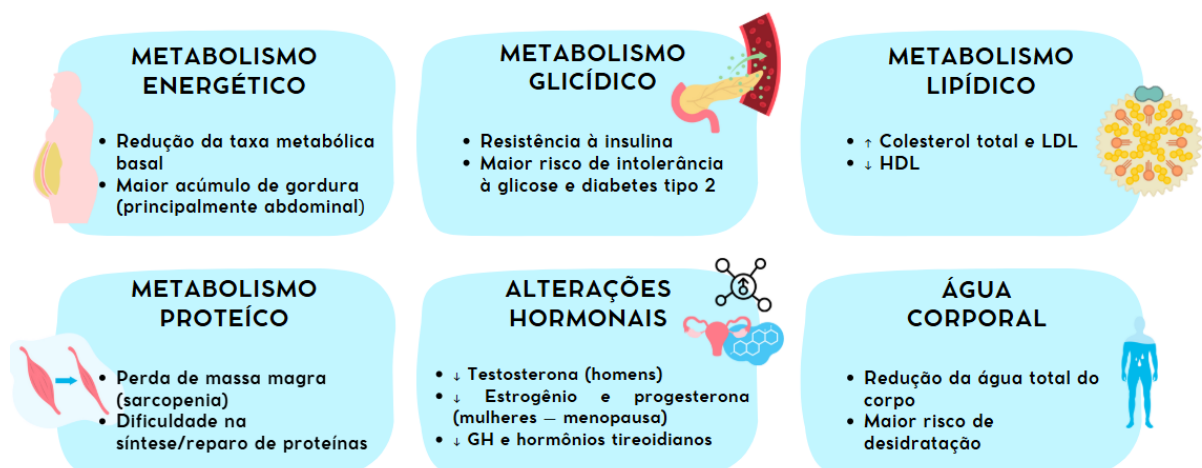 METABOLISMO
ENERGÉTICO
• Redução da taxa metabólica
basal
• Maior acúmulo de gordura
(principalmente abdominal)
METABOLISMO
GLICÍDICO
• Resistência à insulina
• Maior risco de intolerância
à glicose e diabetes tipo 2
METABOLISMO
LIPÍDICO
• ↑ Colesterol total e LDL
• ↓ HDL
METABOLISMO
PROTEÍCO
• Perda de massa magra
(sarcopenia)
• Dificuldade na
síntese/reparo de proteínas
ALTERAÇÕES
HORMONAIS
• ↓ Testosterona (homens)
• ↓ Estrogênio e progesterona
(mulheres — menopausa)
• ↓ GH e hormônios tireoidianos
ÁGUA
CORPORAL
• Redução da água total do
corpo
• Maior risco de
desidratação